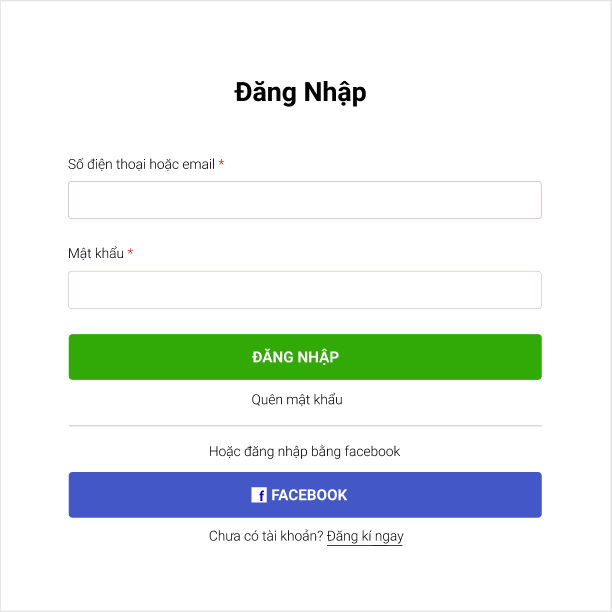 Đăng Nhập
Số điện thoại hoặc email *
Mật khẩu *
ĐĂNG NHẬP
Quên mật khẩu
Hoặc đăng nhập bằng facebook
f FACEBOOK
Chưa có tài khoản? Đăng kí ngay